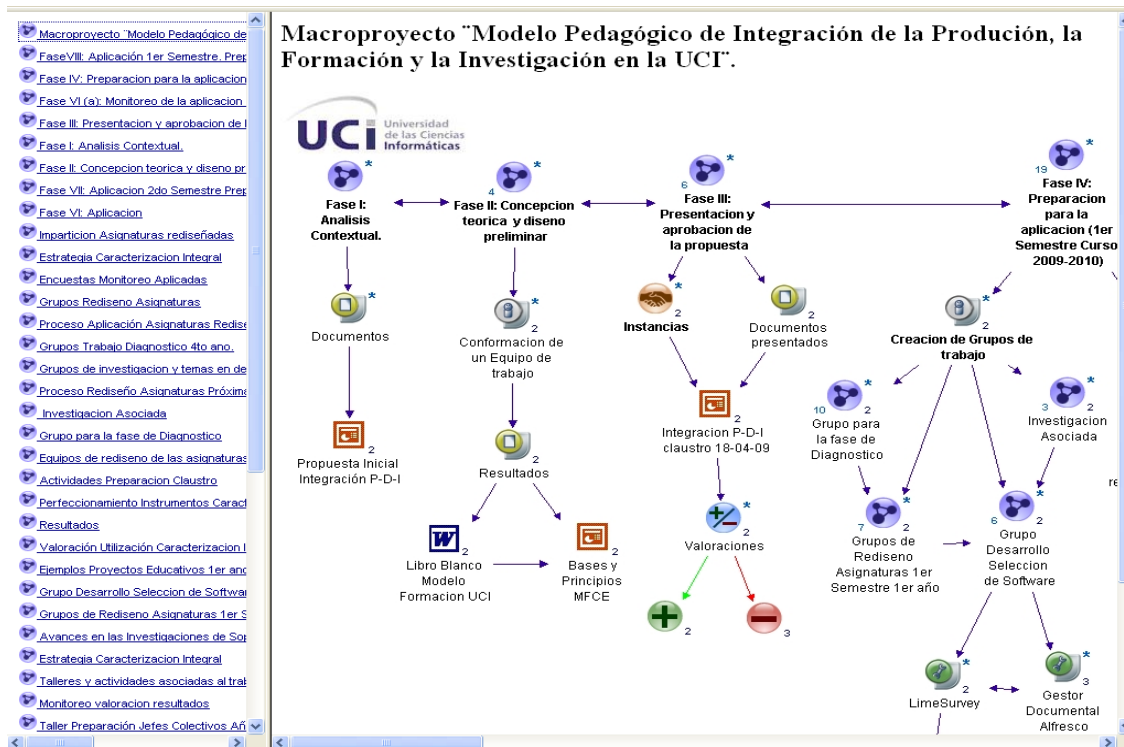 Macroproyecto ¨Modelo Pedagógico de
FaseVIII: Aplicación 1er Semestre. Prep
Fase IV: Preparacion para la aplicacion
Fase VI (a): Monitoreo de la aplicacion
Fase III: Presentacion y aprobacion de l
Fase I: Analisis Contextual.
Fase II: Concepcion teorica y diseno pr
Fase VII: Aplicacion 2do Semestre Prep
Fase VI: Aplicacion
Imparticion Asignaturas rediseñadas
Estrategia Caracterización Integral
Encuestas Monitoreo Aplicadas
Grupos Rediseno Asignaturas
Proceso Aplicación Asignaturas Redise
Grupos Trabajo Diagnostico 4to ano.
Grupos de investigacion y temas en de
Proceso Rediseño Asignaturas Próxima
Investigacion Asociada
Grupo para la fase de Diagnostico
Equipos de rediseno de las asignaturas
Actividades Preparacion Claustro
Perfeccionamiento Instrumentos Caract
Resultados
Valoración Utilización Caracterizacion I
Ejemplos Proyectos Educativos 1er ano
Grupo Desarrollo Seleccion de Softwar
Grupos de Rediseno Asignaturas 1er S
Avances en las Investigaciones de Sop
Estrategia Caracterizacion Integral
Talleres y actividades asociadas al trab
Monitoreo valoracion resultados
Taller Preparación Jefes Colectivos Añ
Macroproyecto ¨Modelo Pedagógico de Integración de la Produción, la
Formación y la Investigación en la UCI¨.
UCi Universidad
de las Ciencias
Informáticas
*
Fase I:
Analisis
Contextual.
*
4
Fase II: Concepcion
teorica y diseno
preliminar
*
6
Fase III:
Presentacion y
aprobacion de
la propuesta
*
19
Fase IV:
Preparacion
para la
aplicacion (1er
Semestre Curso
2009-2010)
*
2
Documentos
*
2
Conformacion de
un Equipo de
trabajo
*
2
Instancias
2
Documentos
presentados
*
2
Creacion de Grupos de
trabajo
2
Propuesta Inicial
Integración P-D-I
2
Resultados
2
Integracion P-D-I
claustro 18-04-09
*
10 2
Grupo para
la fase de
Diagnostico
*
3 2
Investigacion
Asociada
re
2
Libro Blanco
Modelo
Formacion UCI
2
Bases y
Principios
MFCE
*
2
Valoraciones
2
3
*
7 2
Grupos de
Rediseno
Asignaturas 1er
Semestre 1er año
*
6 2
Grupo
Desarrollo
Seleccion
de Software
*
2
LimeSurvey
*
3
Gestor
Documental
Alfresco